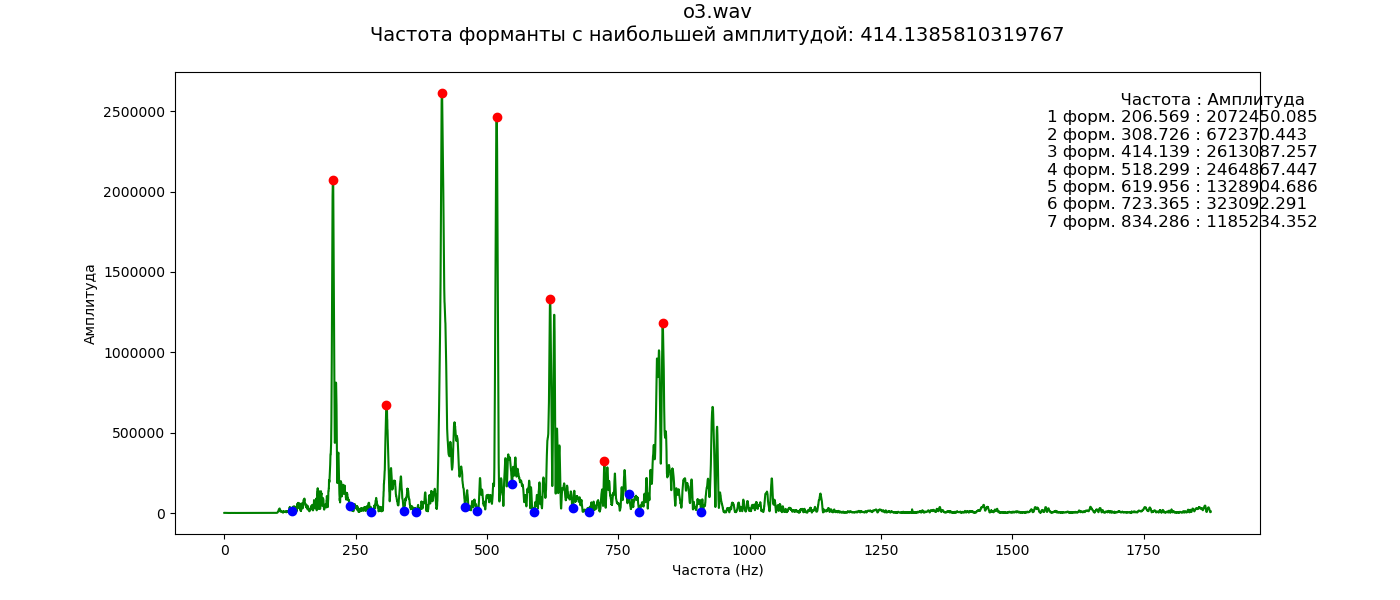 o3.wav
Частота форманты с наибольшей амплитудой: 414.1385810319767
Частота : Амплитуда
1 форм. 206.569 : 2072450.085
2 форм. 308.726 : 672370.443
3 форм. 414.139 : 2613087.257
4 форм. 518.299 : 2464867.447
5 форм. 619.956 : 1328904.686
6 форм. 723.365 : 323092.291
7 форм. 834.286 : 1185234.352
Амплитуда
2500000
2000000
1500000
1000000
500000
0
0 250 500 750 1000 1250 1500 1750
Частота (Hz)